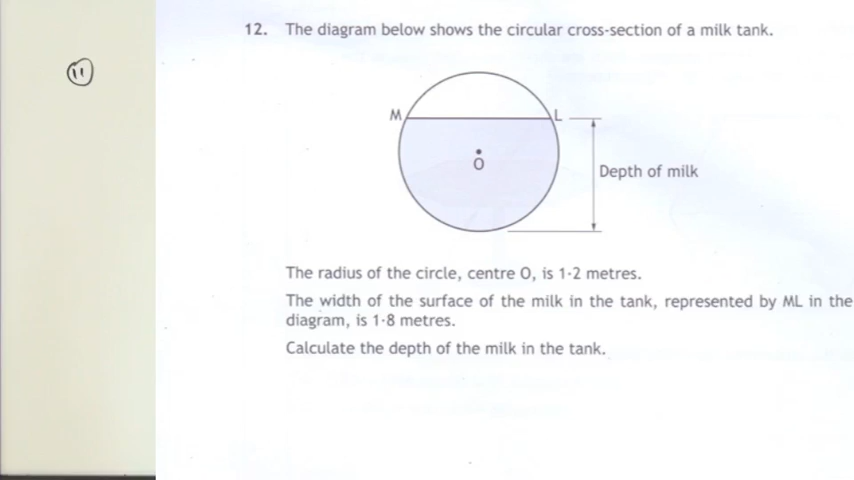 11
12. The diagram below shows the circular cross-section of a milk tank.
M
L
O
Depth of milk
The radius of the circle, centre O, is 1·2 metres.
The width of the surface of the milk in the tank, represented by ML in the
diagram, is 1·8 metres.
Calculate the depth of the milk in the tank.